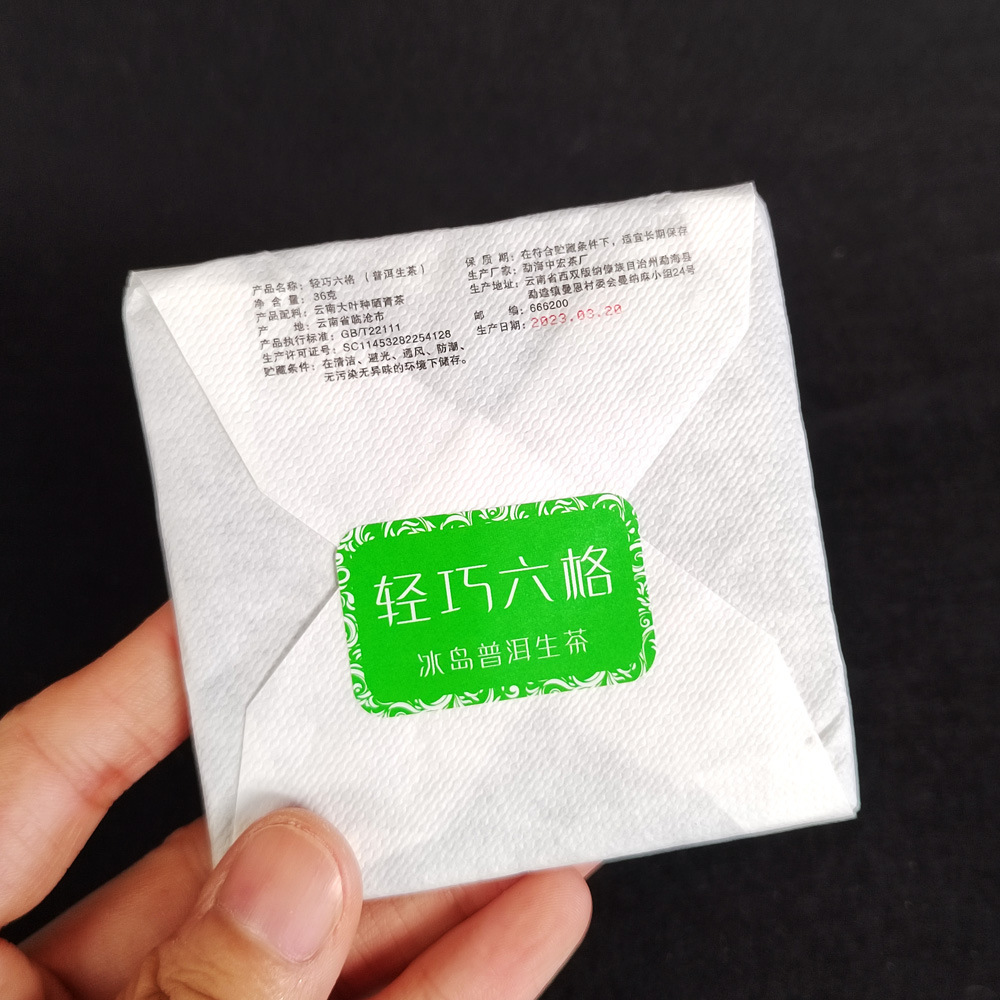 产品名称：轻巧六格（普洱生茶）
净 含 量：36克
产品配料：云南大叶种晒青茶
产 地：云南省临沧市
产品执行标准：GB/T22111
生产许可证号：SC11453282254128
贮藏条件：在清洁、避光、通风、防潮、
无污染无异味的环境下储存。
保 质 期：在符合贮藏条件下，适宜长期保存
生产厂家：勐海中宏茶厂
生产地址：云南省西双版纳傣族自治州勐海县
勐遮镇曼恩村委会曼纳麻小组24号
邮 编：666200
生产日期：2023.03.20
轻巧六格
冰岛普洱生茶